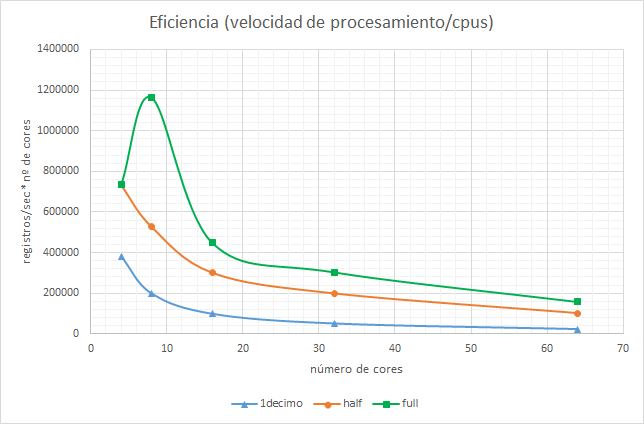 Eficiencia (velocidad de procesamiento/cpus)
1400000
1200000
1000000
800000
600000
400000
200000
0
registros/sec * nº de cores
0 10 20 30 40 50 60 70
número de cores
1decimo half full